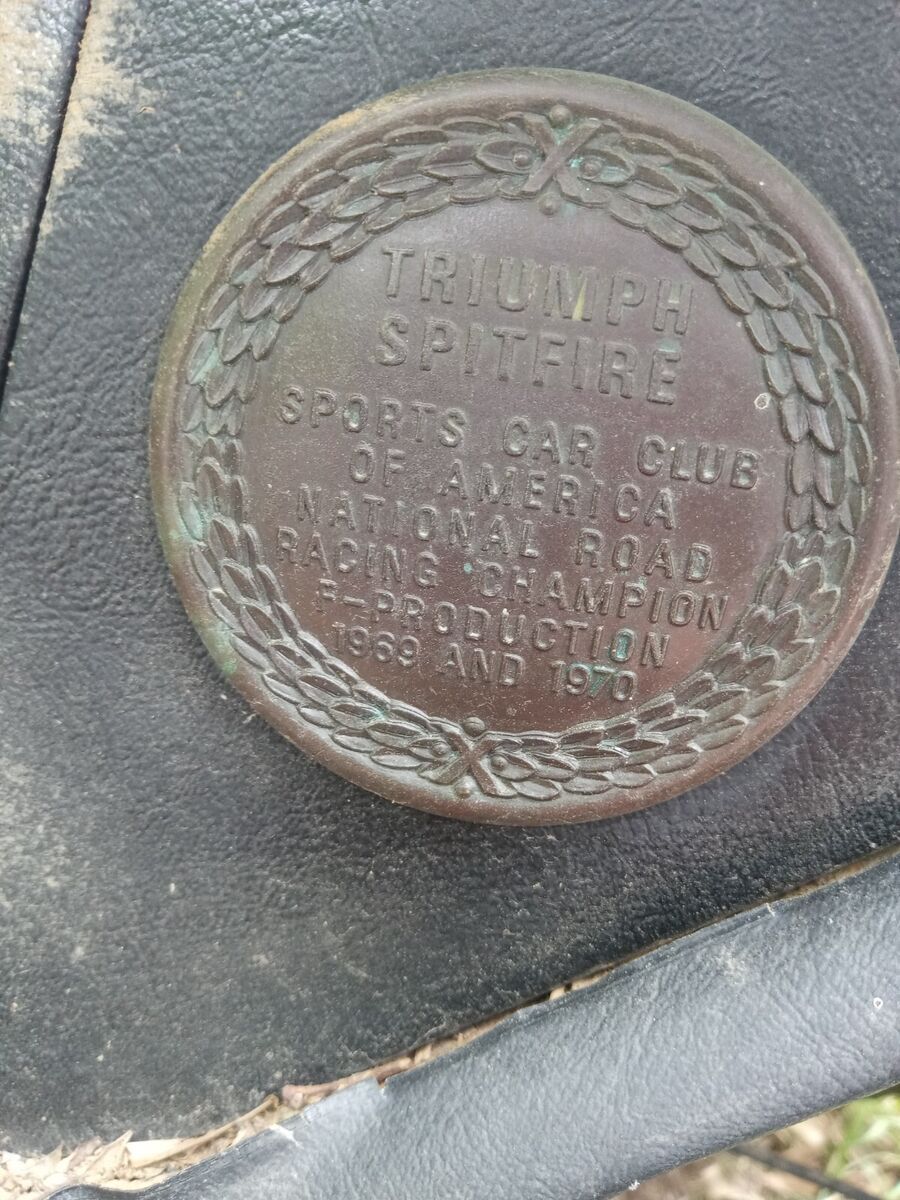 TRIUMPH
SPITFIRE
SPORTS CAR CLUB
OF AMERICA
NATIONAL ROAD
RACING CHAMPION
F-PRODUCTION
1969 AND 1970